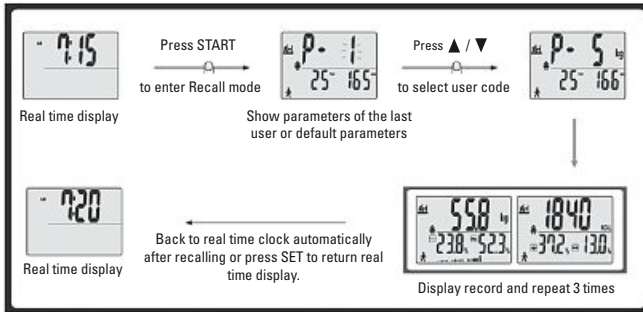 7:15
Real time display
Press START
to enter Recall mode
P- 1
25 165
Show parameters of the last
user or default parameters
Press ▲ / ▼
to select user code
P- 5 kg
25 166
55.8 kg
23.8% 52.3%
1840
37.2% 13.0%
Display record and repeat 3 times
Back to real time clock automatically
after recalling or press SET to return real
time display.
7:20
Real time display